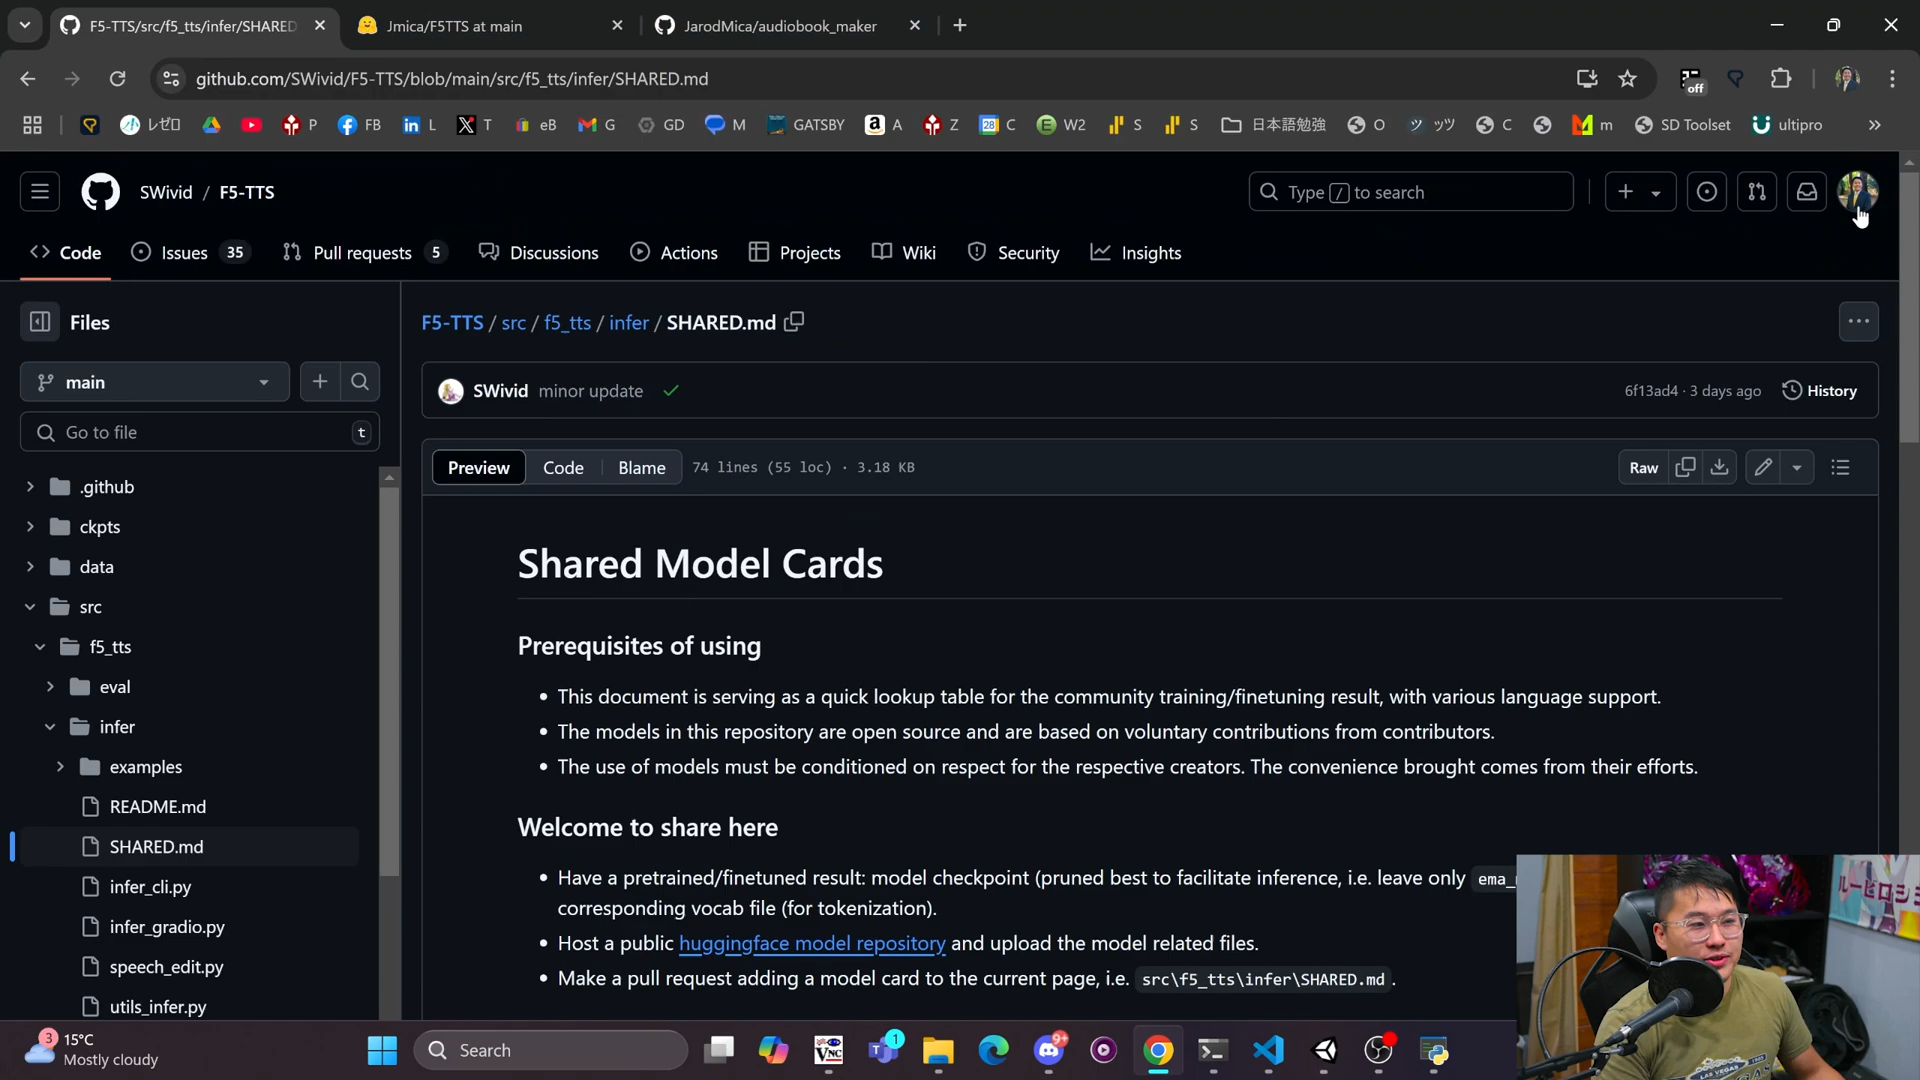 F5-TTS/src/f5_tts/infer/SHARED
Jmica/F5TTS at main
JarodMica/audiobook_maker
github.com/SWivid/F5-TTS/blob/main/src/f5_tts/infer/SHARED.md
off
レゼロ
P
FB
L
T
eB
G
GD
M
GATSBY
A
Z
C
W2
S
S
日本語勉強
O
ッツ
C
m
SD Toolset
ultipro
SWivid / F5-TTS
Type / to search
Code
Issues 35
Pull requests 5
Discussions
Actions
Projects
Wiki
Security
Insights
Files
main
Go to file
t
.github
ckpts
data
src
f5_tts
eval
infer
examples
README.md
SHARED.md
infer_cli.py
infer_gradio.py
speech_edit.py
utils_infer.py
F5-TTS / src / f5_tts / infer / SHARED.md
SWivid minor update
6f13ad4 · 3 days ago
History
Preview
Code
Blame
74 lines (55 loc) · 3.18 KB
Raw
Shared Model Cards
Prerequisites of using
• This document is serving as a quick lookup table for the community training/finetuning result, with various language support.
• The models in this repository are open source and are based on voluntary contributions from contributors.
• The use of models must be conditioned on respect for the respective creators. The convenience brought comes from their efforts.
Welcome to share here
• Have a pretrained/finetuned result: model checkpoint (pruned best to facilitate inference, i.e. leave only ema_
corresponding vocab file (for tokenization).
• Host a public huggingface model repository and upload the model related files.
• Make a pull request adding a model card to the current page, i.e. src\f5_tts\infer\SHARED.md .
3
15°C
Mostly cloudy
Search
VNC
1
9+
LAS VEGAS